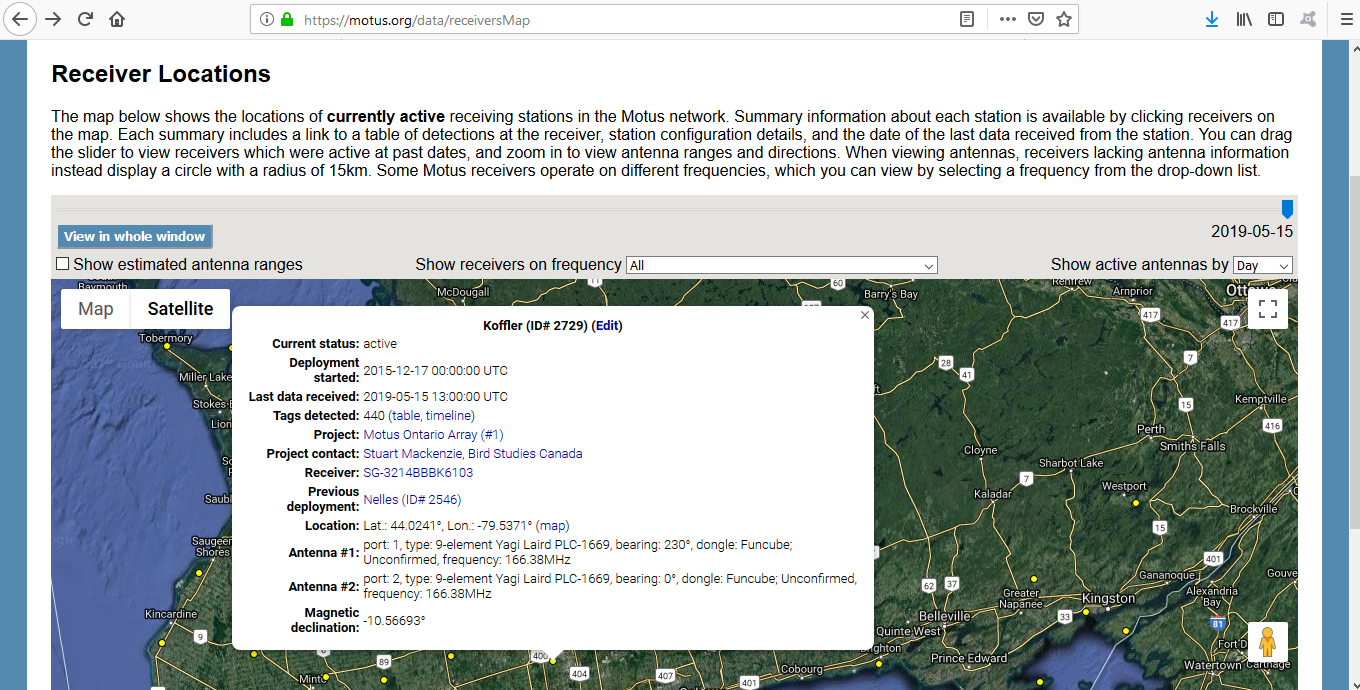 https://motus.org/data/receiversMap
Receiver Locations
The map below shows the locations of currently active receiving stations in the Motus network. Summary information about each station is available by clicking receivers on
the map. Each summary includes a link to a table of detections at the receiver, station configuration details, and the date of the last data received from the station. You can drag
the slider to view receivers which were active at past dates, and zoom in to view antenna ranges and directions. When viewing antennas, receivers lacking antenna information
instead display a circle with a radius of 15km. Some Motus receivers operate on different frequencies, which you can view by selecting a frequency from the drop-down list.
View in whole window
2019-05-15
Show estimated antenna ranges
Show receivers on frequency All
Show active antennas by Day
Map Satellite
Koffler (ID# 2729) (Edit)
Current status: active
Deployment
started: 2015-12-17 00:00:00 UTC
Last data received: 2019-05-15 13:00:00 UTC
Tags detected: 440 (table, timeline)
Project: Motus Ontario Array (#1)
Project contact: Stuart Mackenzie, Bird Studies Canada
Receiver: SG-3214BBBK6103
Previous
deployment: Nelles (ID# 2546)
Location: Lat.: 44.0241°, Lon.: -79.5371° (map)
Antenna #1: port: 1, type: 9-element Yagi Laird PLC-1669, bearing: 230°, dongle: Funcube;
Unconfirmed, frequency: 166.38MHz
Antenna #2: port: 2, type: 9-element Yagi Laird PLC-1669, bearing: 0°, dongle: Funcube; Unconfirmed,
frequency: 166.38MHz
Magnetic
declination: -10.56693°
Baymouth
McDougall
11
60
Barry's Bay
Renfrew
Arnprior
Ottaw
417
417
Tobermory
7
28
41
Miller Lake
Stokes
Lion
15
Kemptville
416
Perth
Smiths Falls
Cloyne
Sharbot Lake
7
Kaladar
Westport
Saubl
Brockville
15
Saugeen
Shores
401
Gananoque
Gouve
62
37
Greater
Napanee
Kingston
Alexandria
Bay
Kincardine
9
33
81
Belleville
Quinte West
Fort D
Brighton
Prince Edward
Watertown
Carthage
89
400
404
407
401
Cobourg
Minto